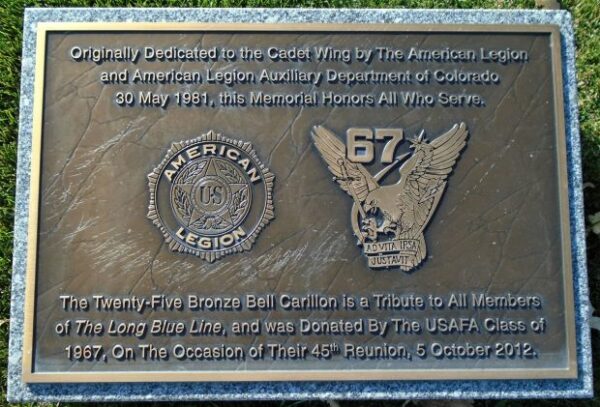 Originally Dedicated to the Cadet Wing by The American Legion
and American Legion Auxiliary Department of Colorado
30 May 1981, this Memorial Honors All Who Serve.
AMERICAN
U·S
LEGION
67
AD VITA IPSA
JUSTAVIT
The Twenty-Five Bronze Bell Carillon is a Tribute to All Members
of The Long Blue Line, and was Donated By The USAFA Class of
1967, On The Occasion of Their 45th Reunion, 5 October 2012.